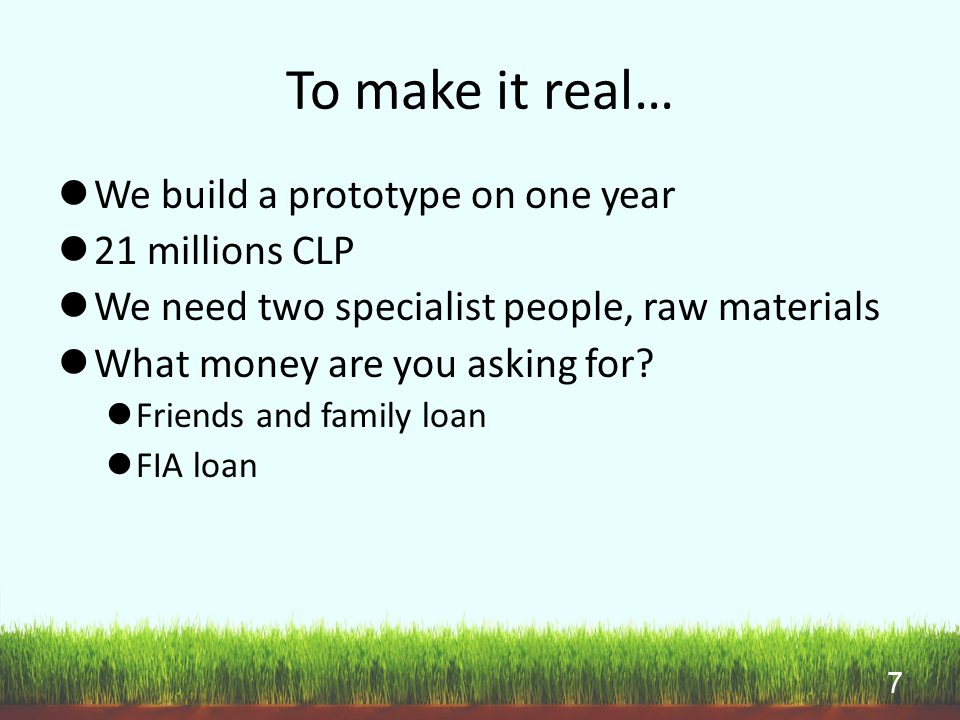 To make it real…
We build a prototype on one year
21 millions CLP
We need two specialist people, raw materials
What money are you asking for?
Friends and family loan
FIA loan
7